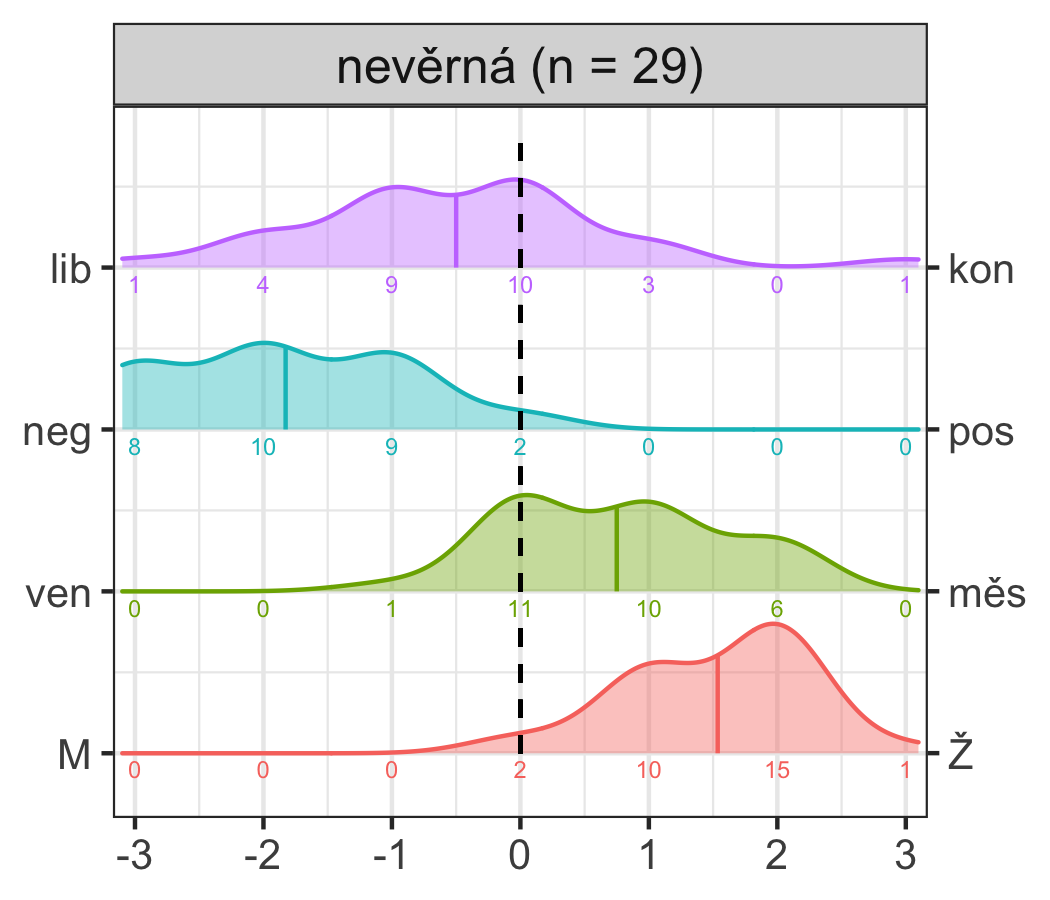 nevěrná (n = 29)
lib kon
1 4 9 10 3 0 1
neg pos
8 10 9 2 0 0 0
ven měs
0 0 1 11 10 6 0
M Ž
0 0 0 2 10 15 1
-3 -2 -1 0 1 2 3